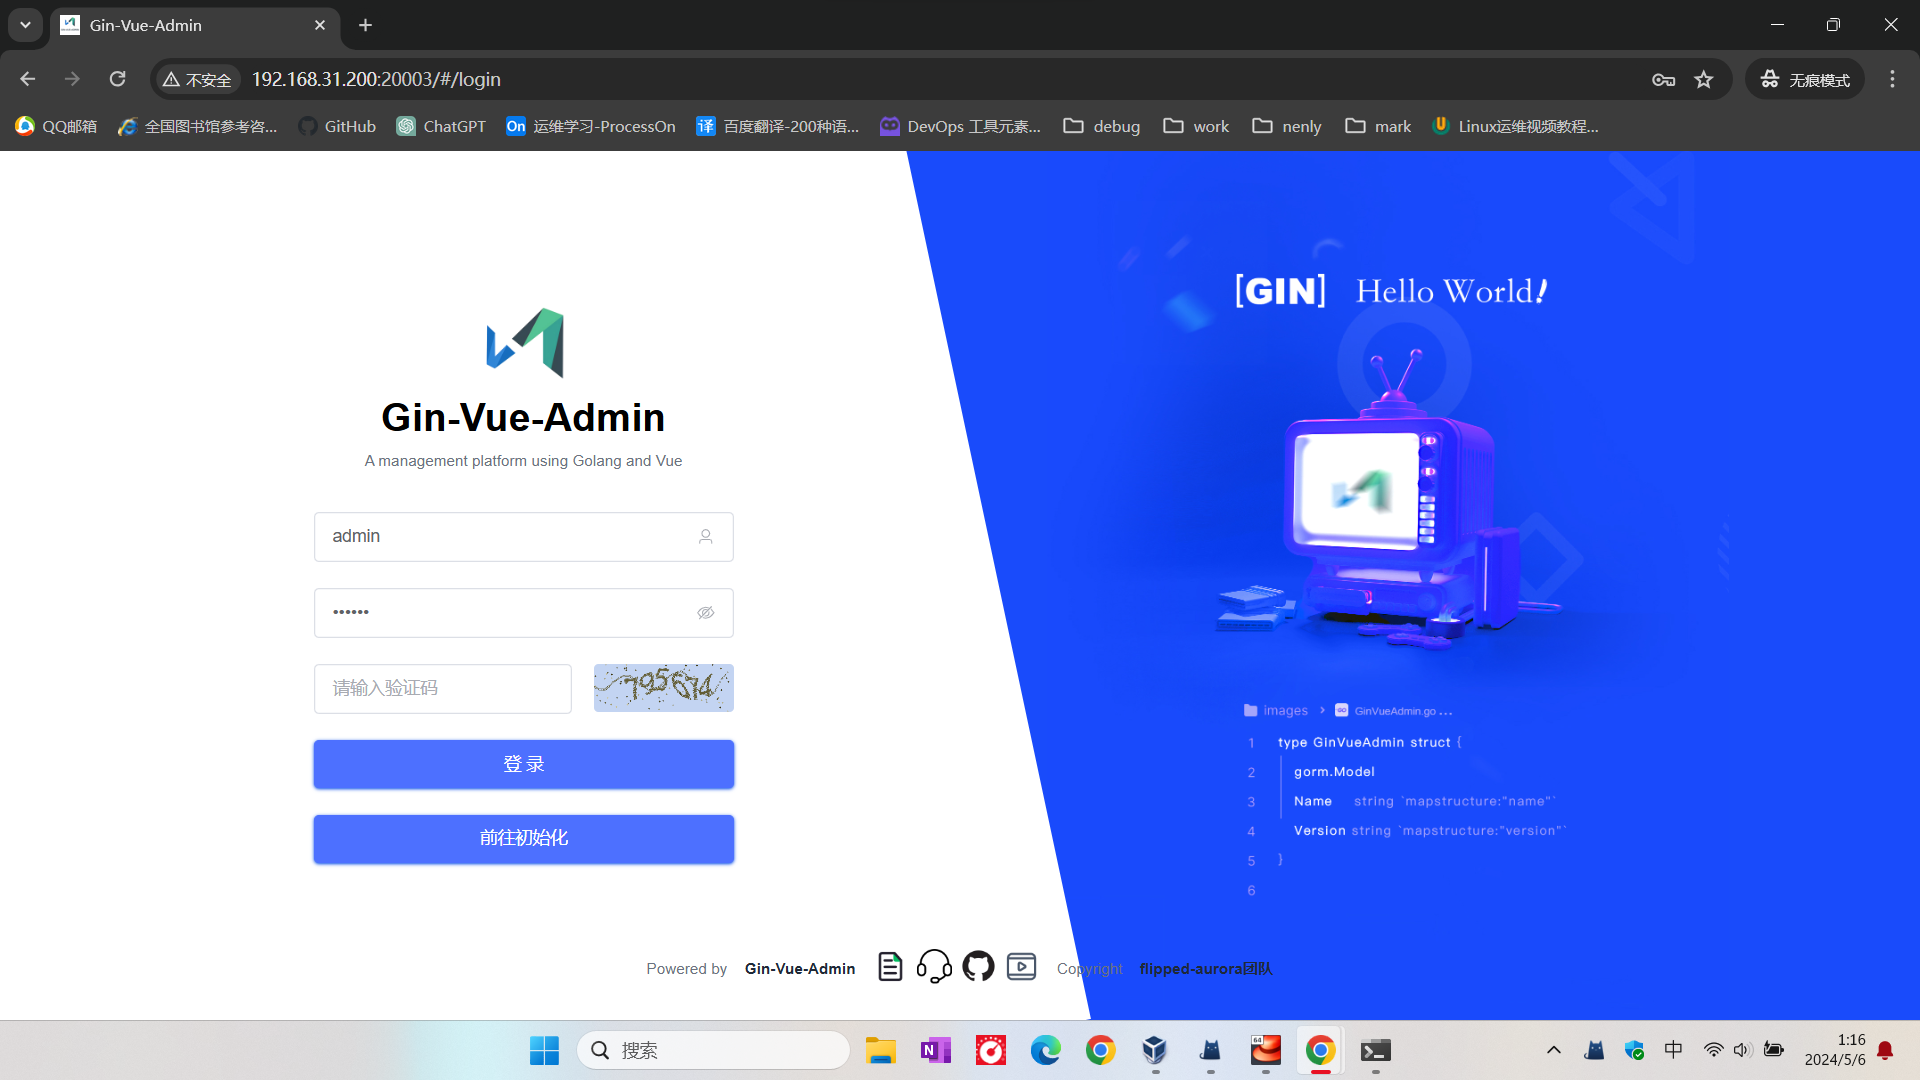 Gin-Vue-Admin
不安全 192.168.31.200:20003/#/login 无痕模式
QQ邮箱 全国图书馆参考咨... GitHub ChatGPT On 运维学习-ProcessOn 译 百度翻译-200种语... DevOps 工具元素... debug work nenly mark Linux运维视频教程...
[GIN] Hello World!
Gin-Vue-Admin
A management platform using Golang and Vue
admin
••••••
请输入验证码 795674
登 录
前往初始化
images > GO GinVueAdmin.go ...
1 type GinVueAdmin struct {
2 gorm.Model
3 Name string `mapstructure:"name"`
4 Version string `mapstructure:"version"`
5 }
6
Powered by Gin-Vue-Admin Copyright flipped-aurora团队
搜索 N 64 中 1:16
2024/5/6